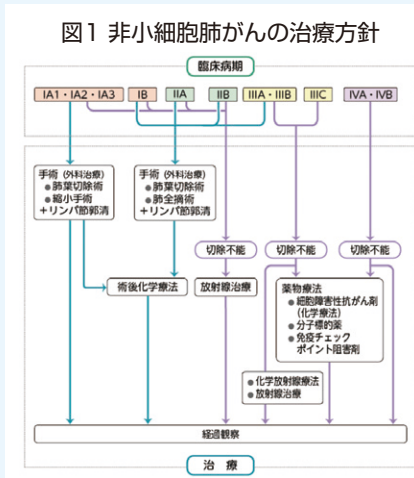 図1 非小細胞肺がんの治療方針
臨床病期
IA1・IA2・IA3
IB
IIA
IIB
IIIA・IIIB
IIIC
IVA・IVB
手術 (外科治療)
●肺葉切除術
●縮小手術
+リンパ節郭清
手術 (外科治療)
●肺葉切除術
●肺全摘術
+リンパ節郭清
切除不能
切除不能
切除不能
術後化学療法
放射線治療
薬物療法
●細胞障害性抗がん剤
(化学療法)
●分子標的薬
●免疫チェック
ポイント阻害剤
●化学放射線療法
●放射線治療
経過観察
治 療